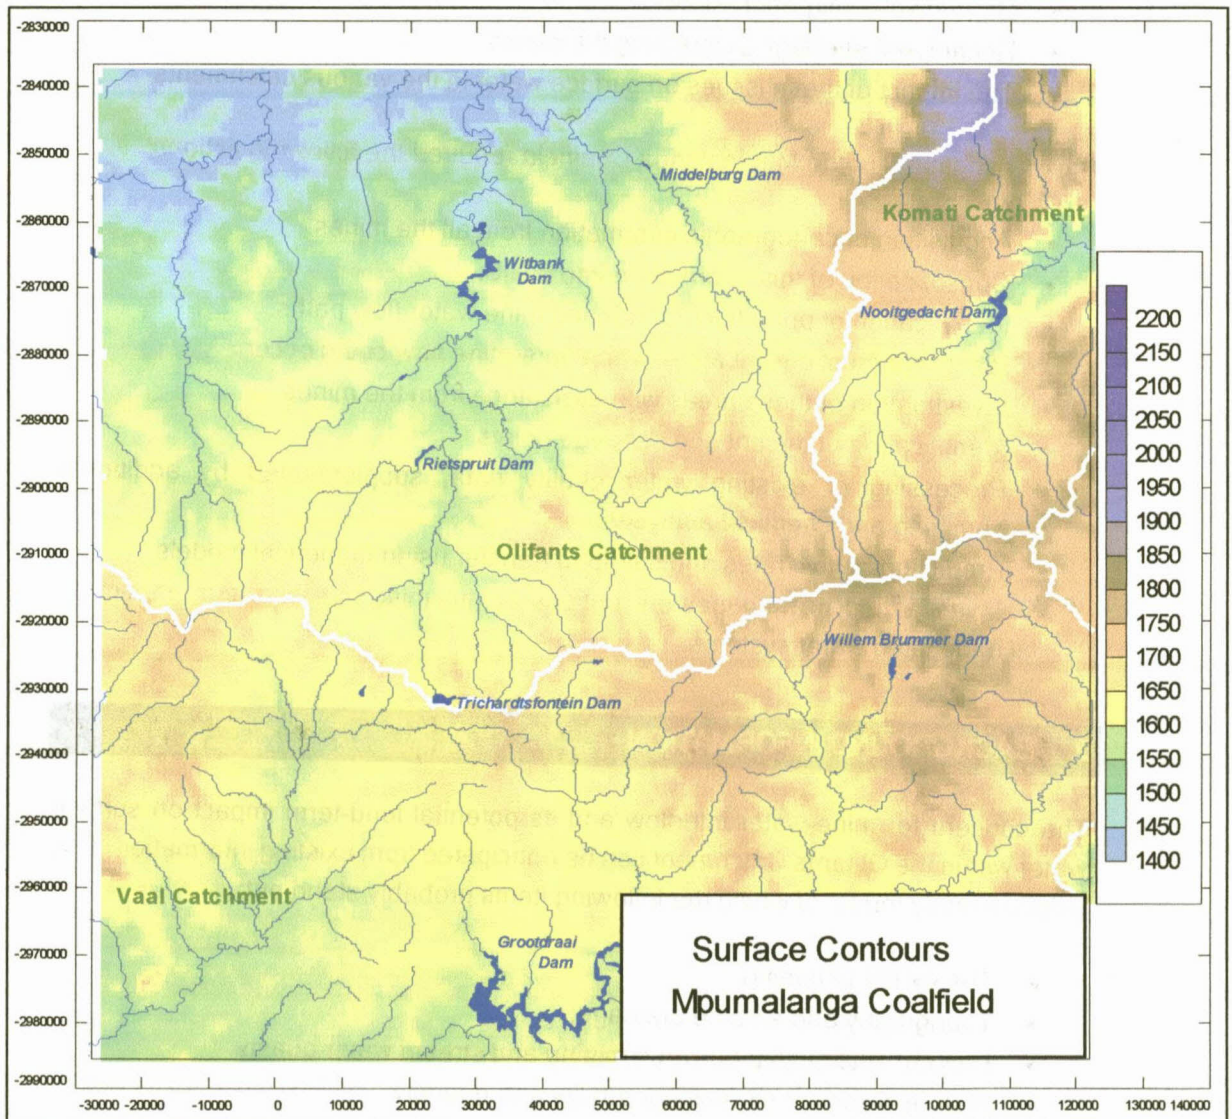 -2830000
-2840000
-2850000
-2860000
-2870000
-2880000
-2890000
-2900000
-2910000
-2920000
-2930000
-2940000
-2950000
-2960000
-2970000
-2980000
-2990000
Middelburg Dam
Komati Catchment
Witbank
Dam
Nooitgedacht Dam
Rietspruit Dam
Olifants Catchment
Willem Brummer Dam
Trichardtsfontein Dam
Vaal Catchment
Grootdraai
Dam
2200
2150
2100
2050
2000
1950
1900
1850
1800
1750
1700
1650
1600
1550
1500
1450
1400
Surface Contours
Mpumalanga Coalfield
-30000 -20000 -10000 0 10000 20000 30000 40000 50000 60000 70000 80000 90000 100000 110000 120000 130000 140000